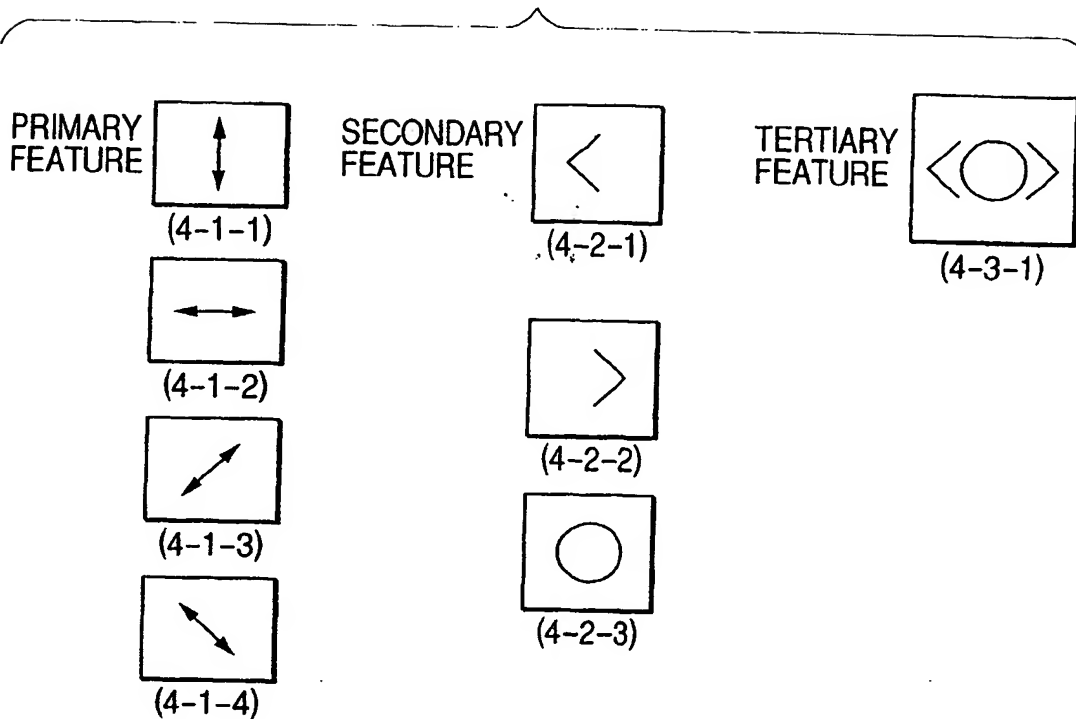 PRIMARY
FEATURE
(4-1-1)
(4-1-2)
(4-1-3)
(4-1-4)
SECONDARY
FEATURE
(4-2-1)
(4-2-2)
(4-2-3)
TERTIARY
FEATURE
(4-3-1)